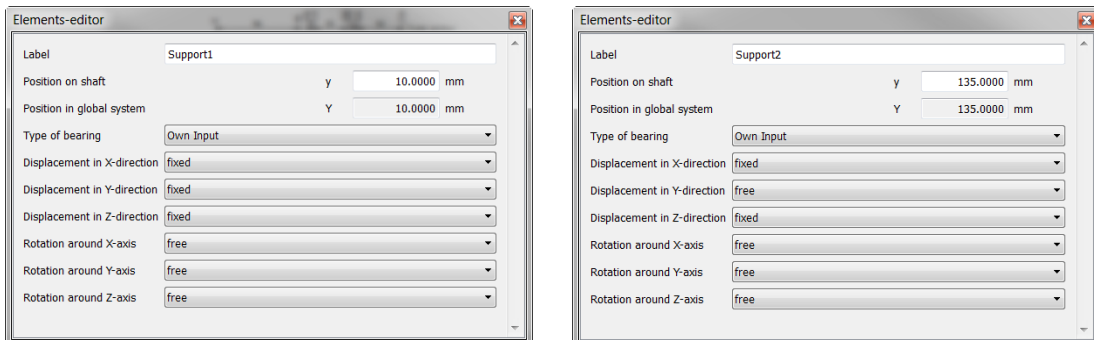 Elements-editor
Label Support1
Position on shaft y 10.0000 mm
Position in global system Y 10.0000 mm
Type of bearing Own Input
Displacement in X-direction fixed
Displacement in Y-direction fixed
Displacement in Z-direction fixed
Rotation around X-axis free
Rotation around Y-axis free
Rotation around Z-axis free
Elements-editor
Label Support2
Position on shaft y 135.0000 mm
Position in global system Y 135.0000 mm
Type of bearing Own Input
Displacement in X-direction fixed
Displacement in Y-direction free
Displacement in Z-direction fixed
Rotation around X-axis free
Rotation around Y-axis free
Rotation around Z-axis free